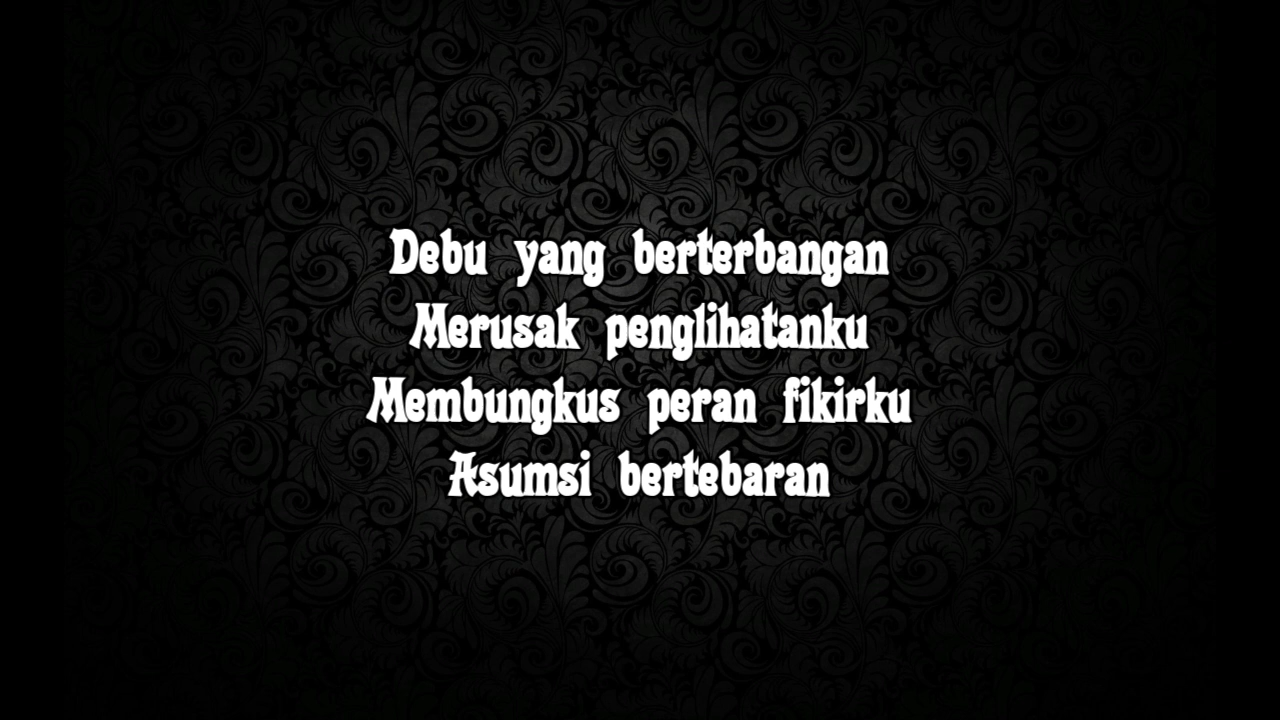 Debu yang berterbangan
Merusak penglihatanku
Membungkus peran fikirku
Asumsi bertebaran